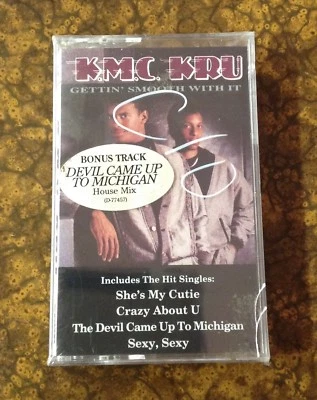 K.M.C. KRU
GETTIN' SMOOTH WITH IT
BONUS TRACK
DEVIL CAME UP
TO MICHIGAN
House Mix
(D-77457)
Includes The Hit Singles:
She's My Cutie
Crazy About U
The Devil Came Up To Michigan
Sexy, Sexy